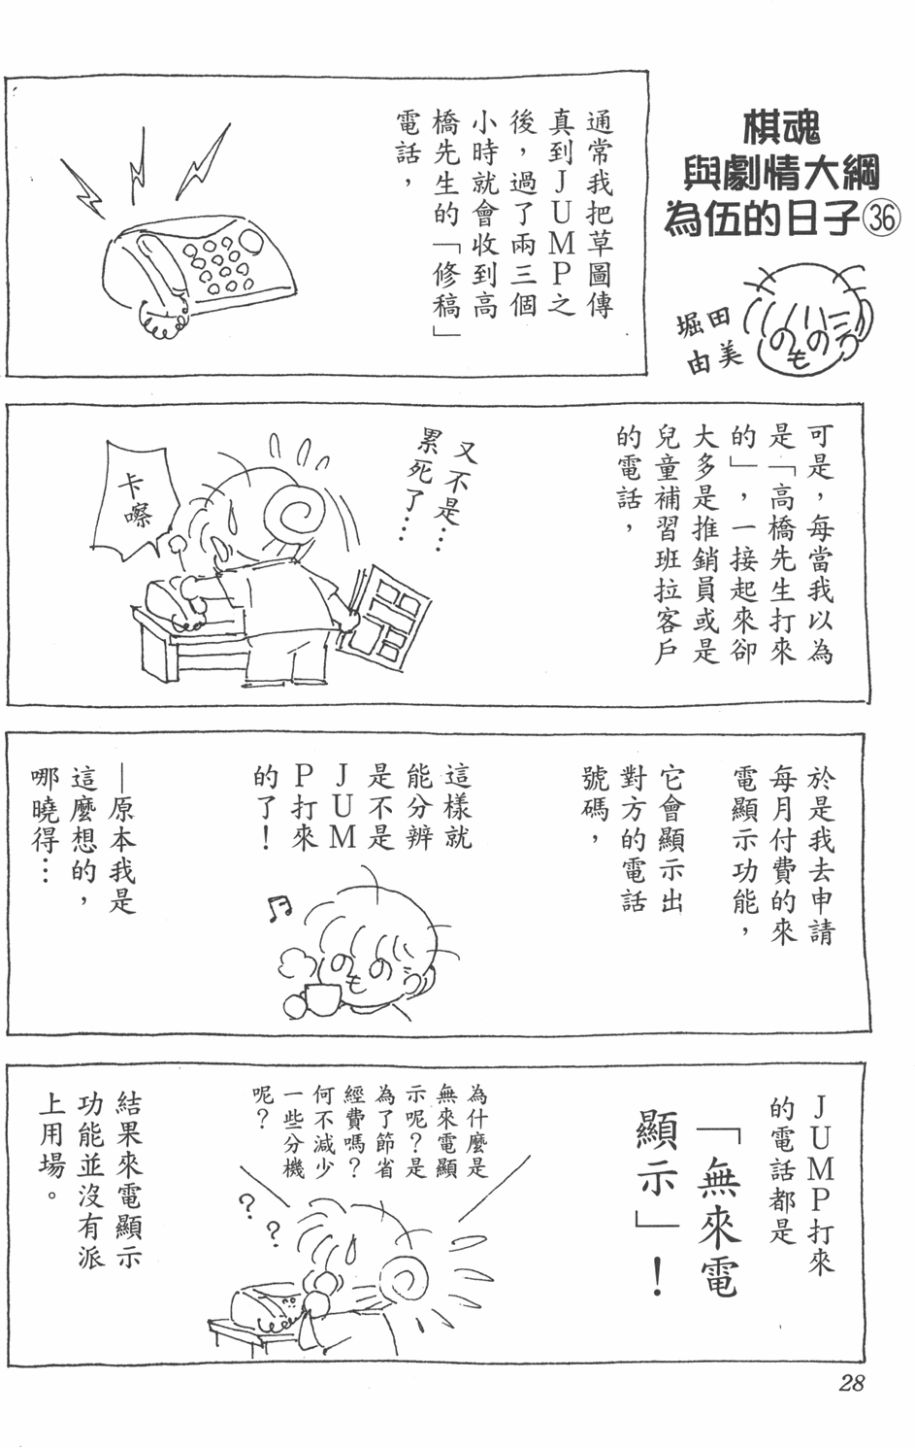 棋魂
與劇情大綱
為伍的日子㊱
堀田
由美
通常我把草圖傳
真到JUMP之
後，過了兩三個
小時就會收到高
橋先生的「修稿」
電話，
可是，每當我以為
是「高橋先生打來
的」，一接起來卻
大多是推銷員或是
兒童補習班拉客戶
的電話，
又不是…
累死了…
卡嚓
於是我去申請
每月付費的來
電顯示功能，
它會顯示出
對方的電話
號碼，
這樣就
能分辨
是不是
JUM
P打來
的了！
—原本我是
這麼想的，
哪曉得…
JUMP打來
的電話都是
「無來電
顯示」！
為什麼是
無來電顯
示呢？是
為了節省
經費嗎？
何不減少
一些分機
呢？
？
？
結果來電顯示
功能並沒有派
上用場。
28